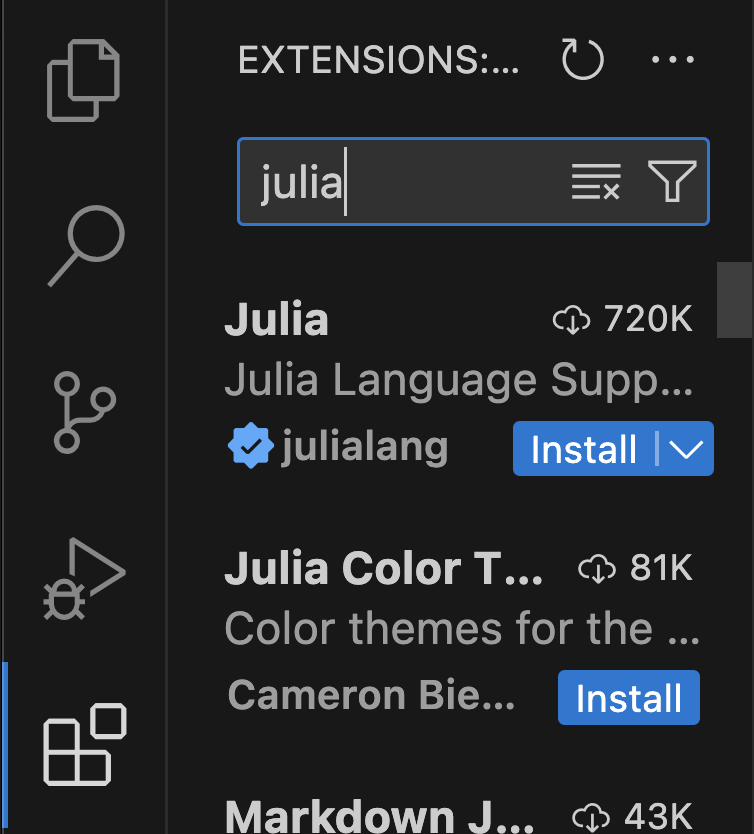 EXTENSIONS:...
julia
Julia 720K
Julia Language Supp...
julialang Install
Julia Color T... 81K
Color themes for the ...
Cameron Bie... Install
Markdown J... 43K